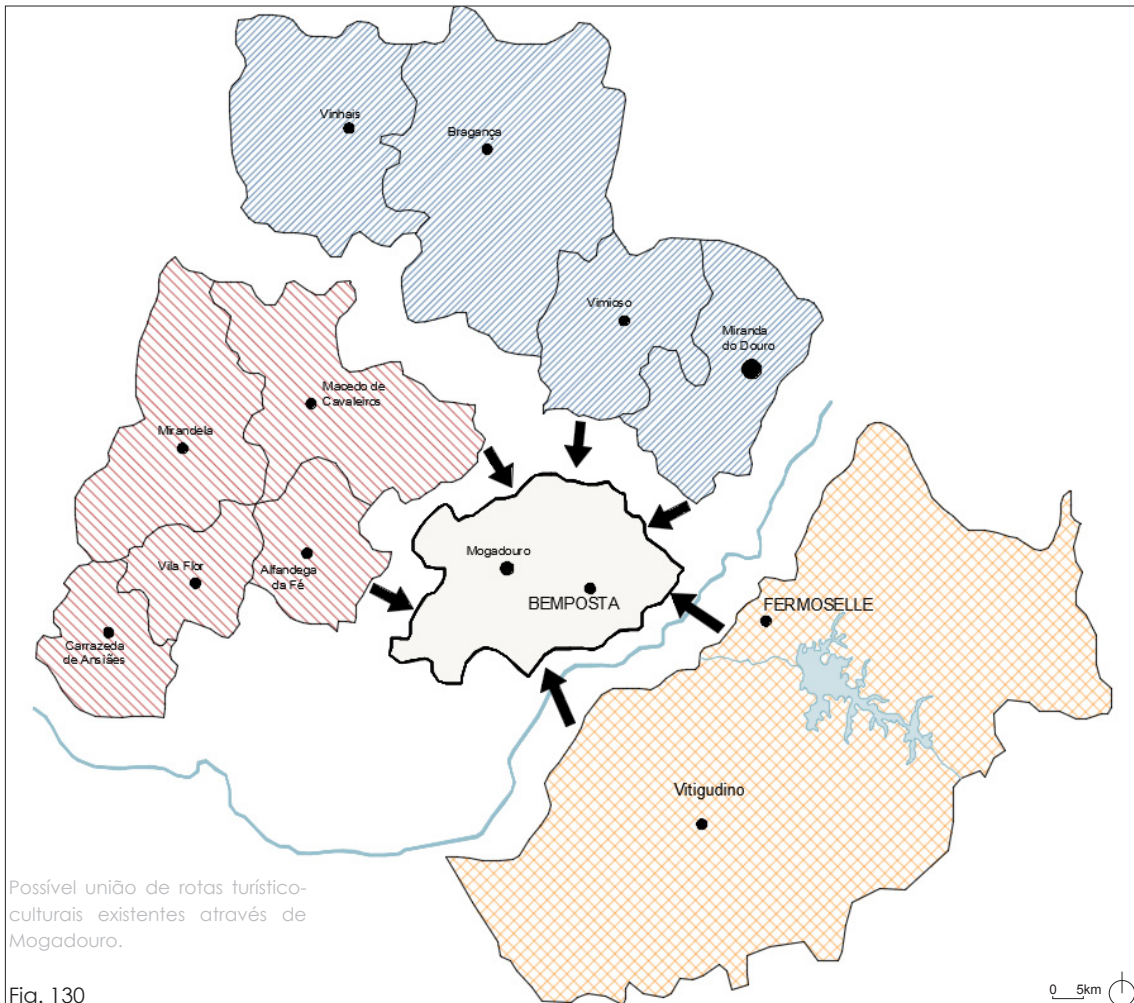 Vinhais
Bragança
Vimioso
Miranda
do Douro
Macedo de
Cavaleiros
Mirandela
Mogadouro
Vila Flor
Alfandega
da Fé
BEMPOSTA
FERMOSELLE
Carrazeda
de Ansiães
Vitigudino
Possível união de rotas turístico-
culturais existentes através de
Mogadouro.
Fig. 130
0 5km